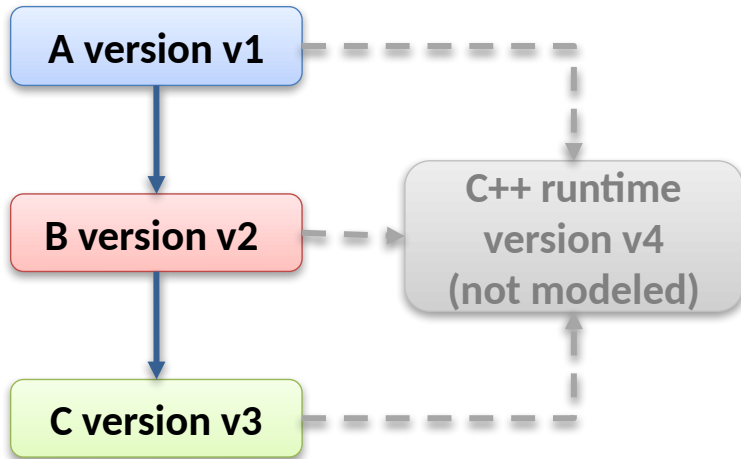 A version v1
C++ runtime
version v4
(not modeled)
B version v2
C version v3